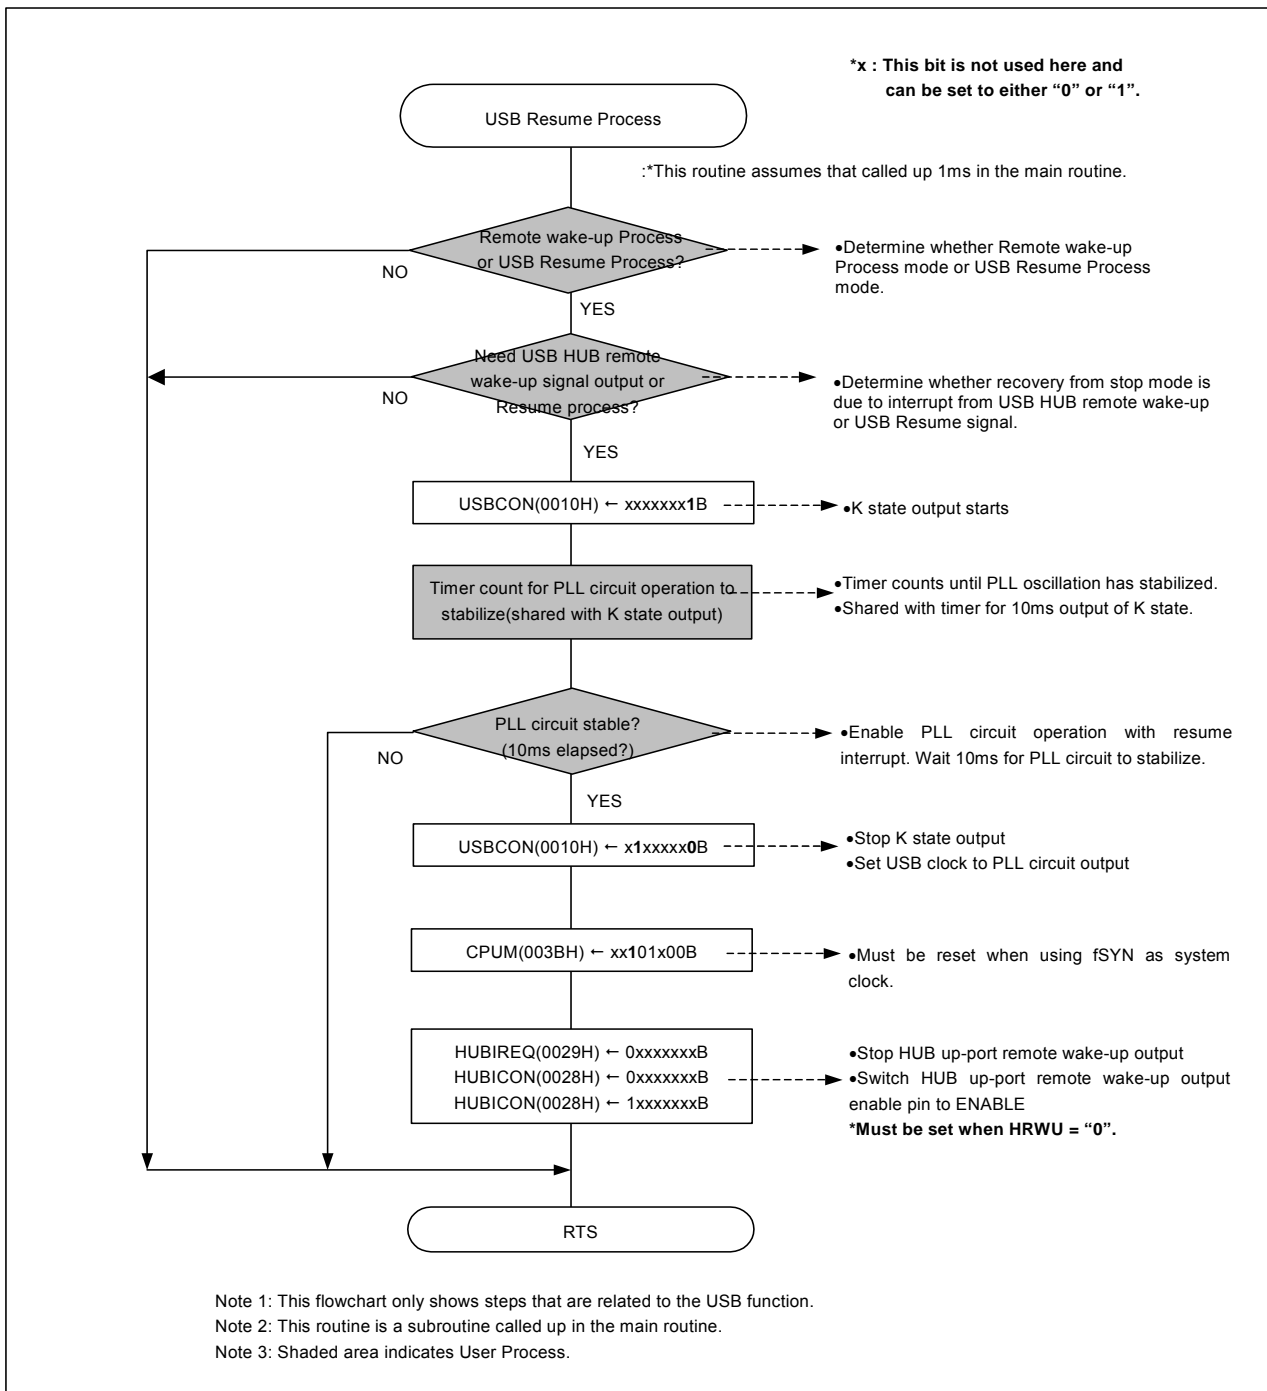 *x : This bit is not used here and
can be set to either “0” or “1”.
USB Resume Process
:*This routine assumes that called up 1ms in the main routine.
Remote wake-up Process
or USB Resume Process?
NO
YES
•Determine whether Remote wake-up
Process mode or USB Resume Process
mode.
Need USB HUB remote
wake-up signal output or
Resume process?
NO
YES
•Determine whether recovery from stop mode is
due to interrupt from USB HUB remote wake-up
or USB Resume signal.
USBCON(0010H) ← xxxxxxx1B
•K state output starts
Timer count for PLL circuit operation to
stabilize(shared with K state output)
•Timer counts until PLL oscillation has stabilized.
•Shared with timer for 10ms output of K state.
PLL circuit stable?
(10ms elapsed?)
NO
YES
•Enable PLL circuit operation with resume
interrupt. Wait 10ms for PLL circuit to stabilize.
USBCON(0010H) ← x1xxxxx0B
•Stop K state output
•Set USB clock to PLL circuit output
CPUM(003BH) ← xx101x00B
•Must be reset when using fSYN as system
clock.
HUBIREQ(0029H) ← 0xxxxxxxB
HUBICON(0028H) ← 0xxxxxxxB
HUBICON(0028H) ← 1xxxxxxxB
•Stop HUB up-port remote wake-up output
•Switch HUB up-port remote wake-up output
enable pin to ENABLE
*Must be set when HRWU = “0”.
RTS
Note 1: This flowchart only shows steps that are related to the USB function.
Note 2: This routine is a subroutine called up in the main routine.
Note 3: Shaded area indicates User Process.